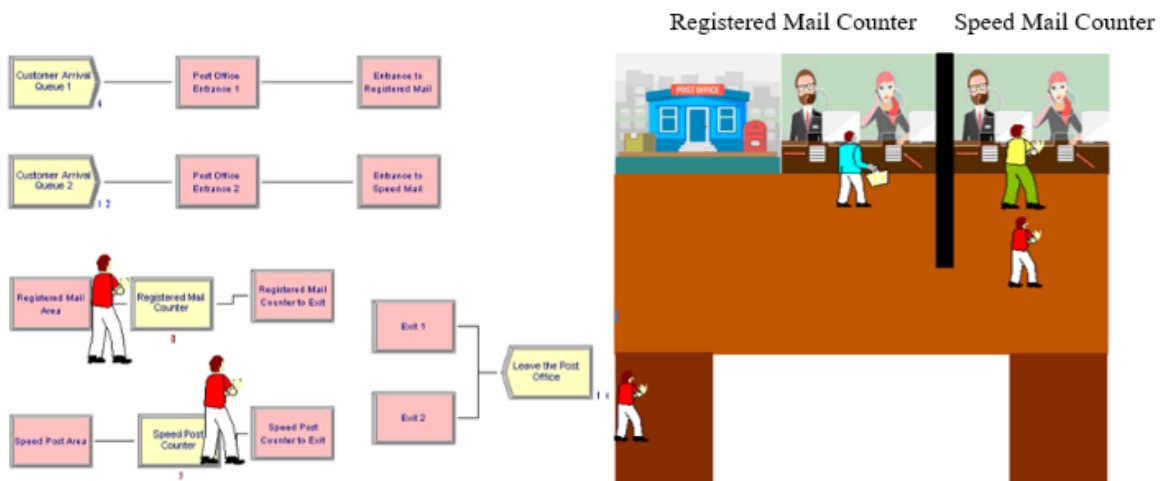 Registered Mail Counter
Speed Mail Counter
Customer Arrival
Queue 1
Post Office
Entrance 1
Entrance to
Registered Mail
POST OFFICE
Customer Arrival
Queue 2
1 2
Post Office
Entrance 2
Entrance to
Speed Mail
Registered Mail
Area
Registered Mail
Counter
Registered Mail
Counter to Exit
Exit 1
Leave the Post
Office
Exit 2
Speed Post Area
Speed Post
Counter
3
Speed Post
Counter to Exit